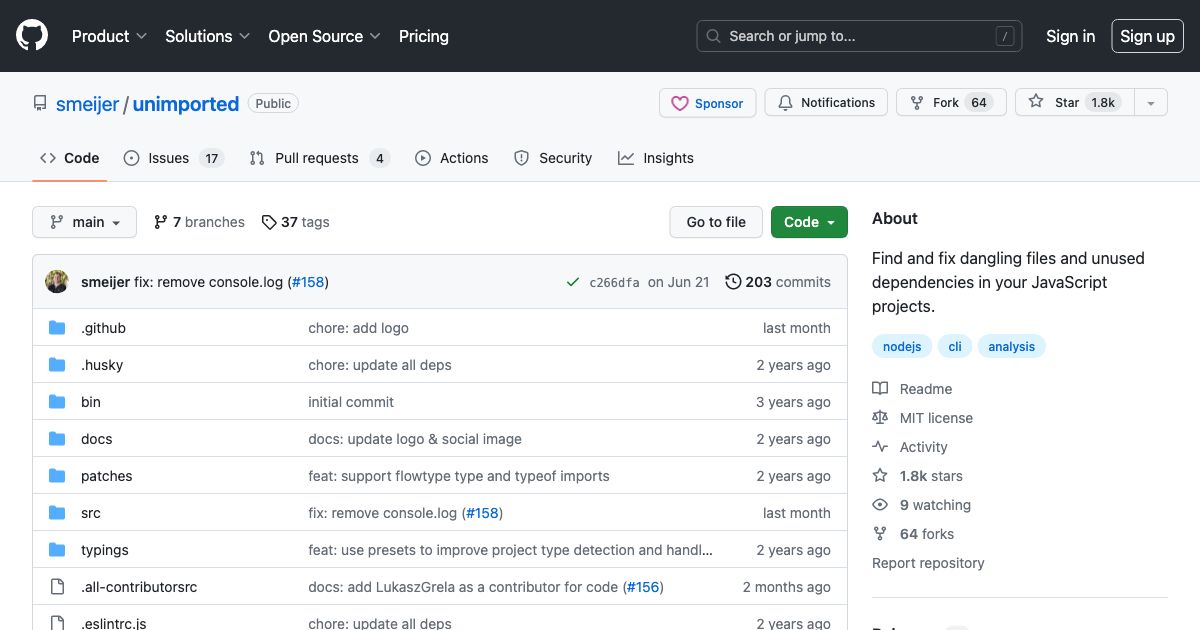 Product Solutions Open Source Pricing Search or jump to... / Sign in Sign up
smeijer / unimported Public Sponsor Notifications Fork 64 Star 1.8k
Code Issues 17 Pull requests 4 Actions Security Insights
main 7 branches 37 tags Go to file Code
smeijer fix: remove console.log (#158) c266dfa on Jun 21 203 commits
.github chore: add logo last month
.husky chore: update all deps 2 years ago
bin initial commit 3 years ago
docs docs: update logo & social image 2 years ago
patches feat: support flowtype type and typeof imports 2 years ago
src fix: remove console.log (#158) last month
typings feat: use presets to improve project type detection and handl... 2 years ago
.all-contributorsrc docs: add LukaszGrela as a contributor for code (#156) 2 months ago
.eslintrc.js chore: update all deps 2 years ago
About
Find and fix dangling files and unused
dependencies in your JavaScript
projects.
nodejs cli analysis
Readme
MIT license
Activity
1.8k stars
9 watching
64 forks
Report repository